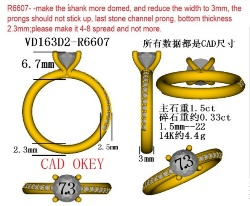 R6607- -make the shank more domed, and reduce the width to 3mm, the
prongs should not stick up, last stone channel prong, bottom thickness
2.3mm;please make it 4-8 spread and not more.
VD163D2-R6607
所有数据都是CAD尺寸
6.7mm
2.3mm
2.5mm
3mm
主石重1.5ct
碎石重约0.33ct
1.5mm--22
14K约4.4g
CAD OKEY
7.3
7.3